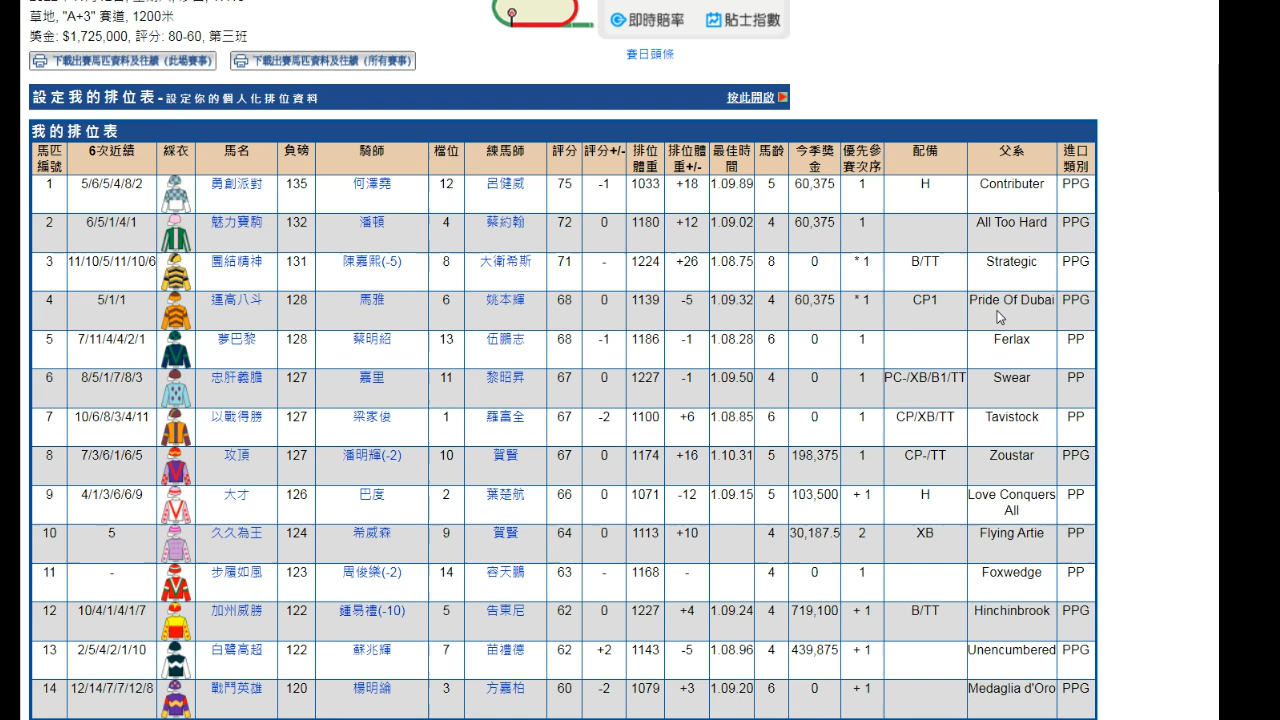 草地, "A+3" 賽道, 1200米
獎金: $1,725,000, 評分: 80-60, 第三班
即時賠率 貼士指數
賽日頭條
下載出賽馬匹資料及往績 (此場賽事) 下載出賽馬匹資料及往績 (所有賽事)
設定我的排位表-設定你的個人化排位資料 按此開啟
我的排位表
馬匹編號 6次近績 綵衣 馬名 負磅 騎師 檔位 練馬師 評分 評分+/- 排位體重 排位體重+/- 最佳時間 馬齡 今季獎金 優先參賽次序 配備 父系 進口類別
1 5/6/5/4/8/2 勇創派對 135 何澤堯 12 呂健威 75 -1 1033 +18 1.09.89 5 60,375 1 H Contributer PPG
2 6/5/1/4/1 魅力寶駒 132 潘頓 4 蔡約翰 72 0 1180 +12 1.09.02 4 60,375 1 All Too Hard PPG
3 11/10/5/11/10/6 團結精神 131 陳嘉熙(-5) 8 大衛希斯 71 - 1224 +26 1.08.75 8 0 * 1 B/TT Strategic PPG
4 5/1/1 運高八斗 128 馬雅 6 姚本輝 68 0 1139 -5 1.09.32 4 60,375 * 1 CP1 Pride Of Dubai PPG
5 7/11/4/4/2/1 夢巴黎 128 蔡明紹 13 伍鵬志 68 -1 1186 -1 1.08.28 6 0 1 Ferlax PP
6 8/5/1/7/8/3 忠肝義膽 127 嘉里 11 黎昭昇 67 0 1227 -1 1.09.50 4 0 1 PC-/XB/B1/TT Swear PP
7 10/6/8/3/4/11 以戰得勝 127 梁家俊 1 羅富全 67 -2 1100 +6 1.08.85 6 0 1 CP/XB/TT Tavistock PP
8 7/3/6/1/6/5 攻頂 127 潘明輝(-2) 10 賀賢 67 0 1174 +16 1.10.31 5 198,375 1 CP-/TT Zoustar PPG
9 4/1/3/6/6/9 大才 126 巴度 2 葉楚航 66 0 1071 -12 1.09.15 5 103,500 + 1 H Love Conquers All PP
10 5 久久為王 124 希威森 9 賀賢 64 0 1113 +10 4 30,187.5 2 XB Flying Artie PP
11 - 步履如風 123 周俊樂(-2) 14 容天鵬 63 - 1168 - 4 0 1 Foxwedge PP
12 10/4/1/4/1/7 加州威勝 122 鍾易禮(-10) 5 告東尼 62 0 1227 +4 1.09.24 4 719,100 + 1 B/TT Hinchinbrook PPG
13 2/5/4/2/1/10 白鷺高超 122 蘇兆輝 7 苗禮德 62 +2 1143 -5 1.08.96 4 439,875 + 1 Unencumbered PPG
14 12/14/7/7/12/8 戰鬥英雄 120 楊明綸 3 方嘉柏 60 -2 1079 +3 1.09.20 6 0 + 1 Medaglia d'Oro PPG